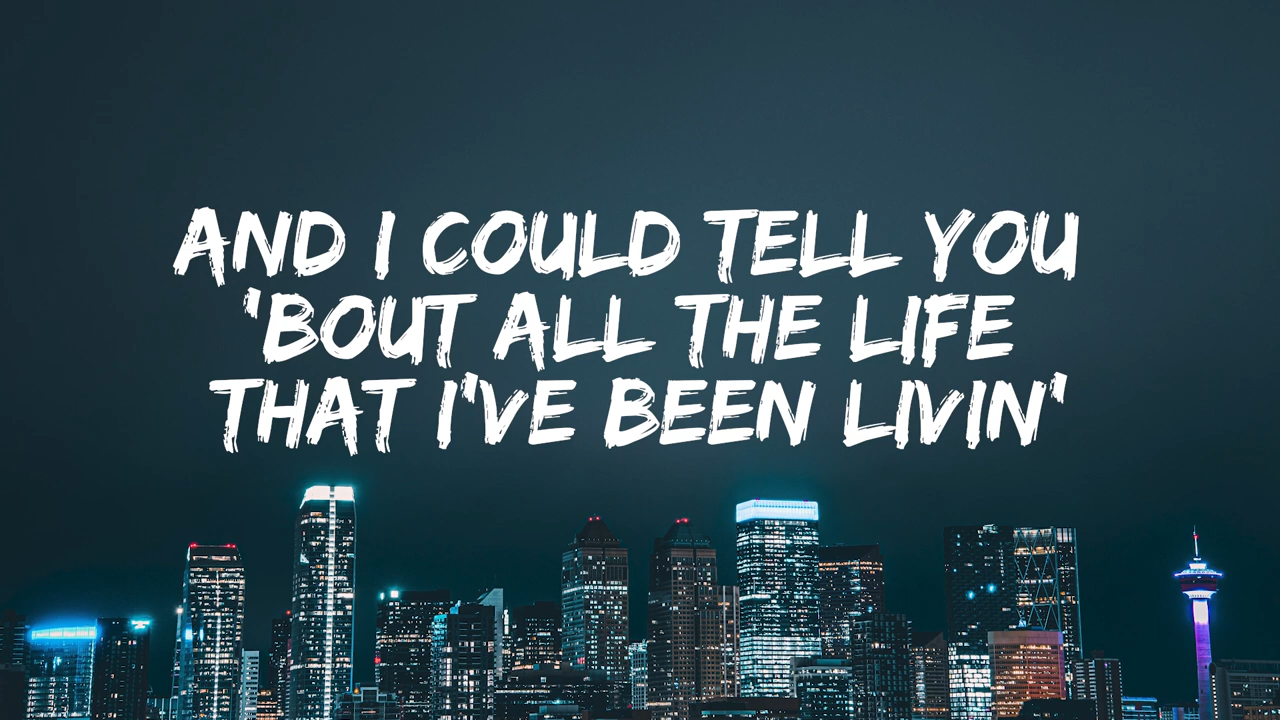 AND I COULD TELL YOU
'BOUT ALL THE LIFE
THAT I'VE BEEN LIVIN'